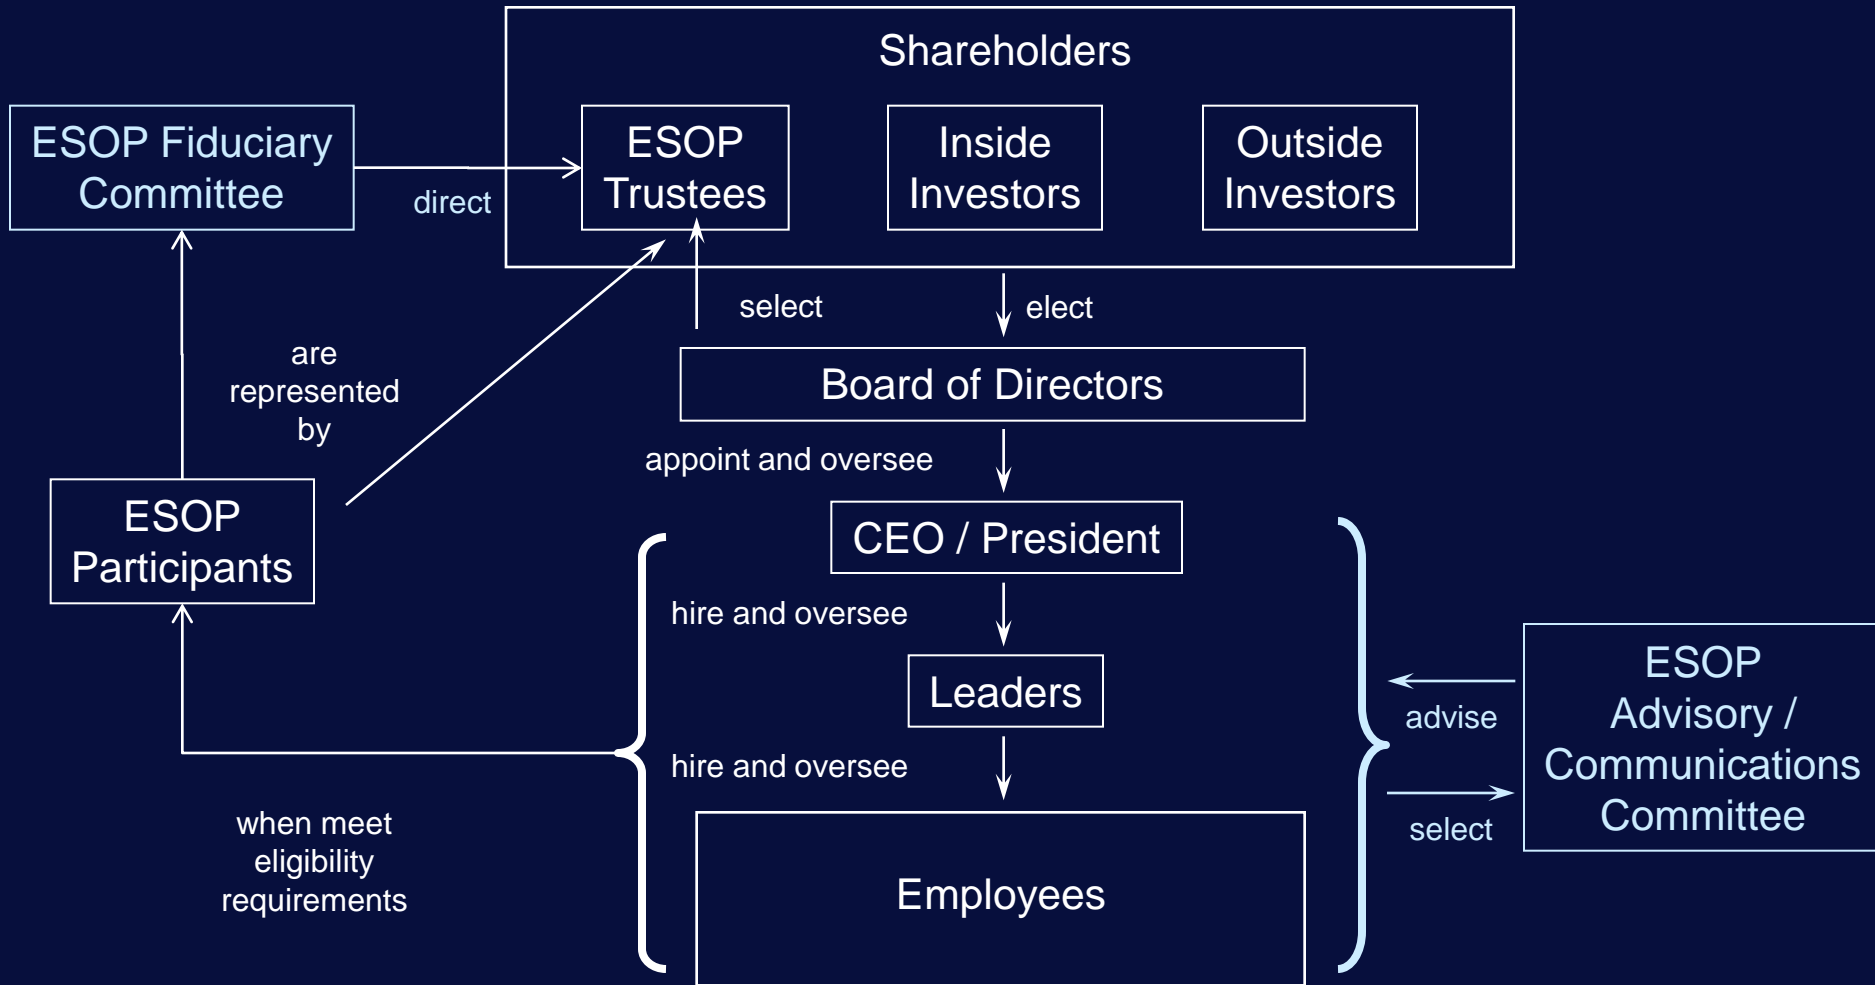 Shareholders
ESOP Fiduciary
Committee
direct
ESOP
Trustees
Inside
Investors
Outside
Investors
select
elect
are
represented
by
Board of Directors
appoint and oversee
ESOP
Participants
CEO / President
hire and oversee
Leaders
hire and oversee
when meet
eligibility
requirements
Employees
advise
select
ESOP
Advisory /
Communications
Committee